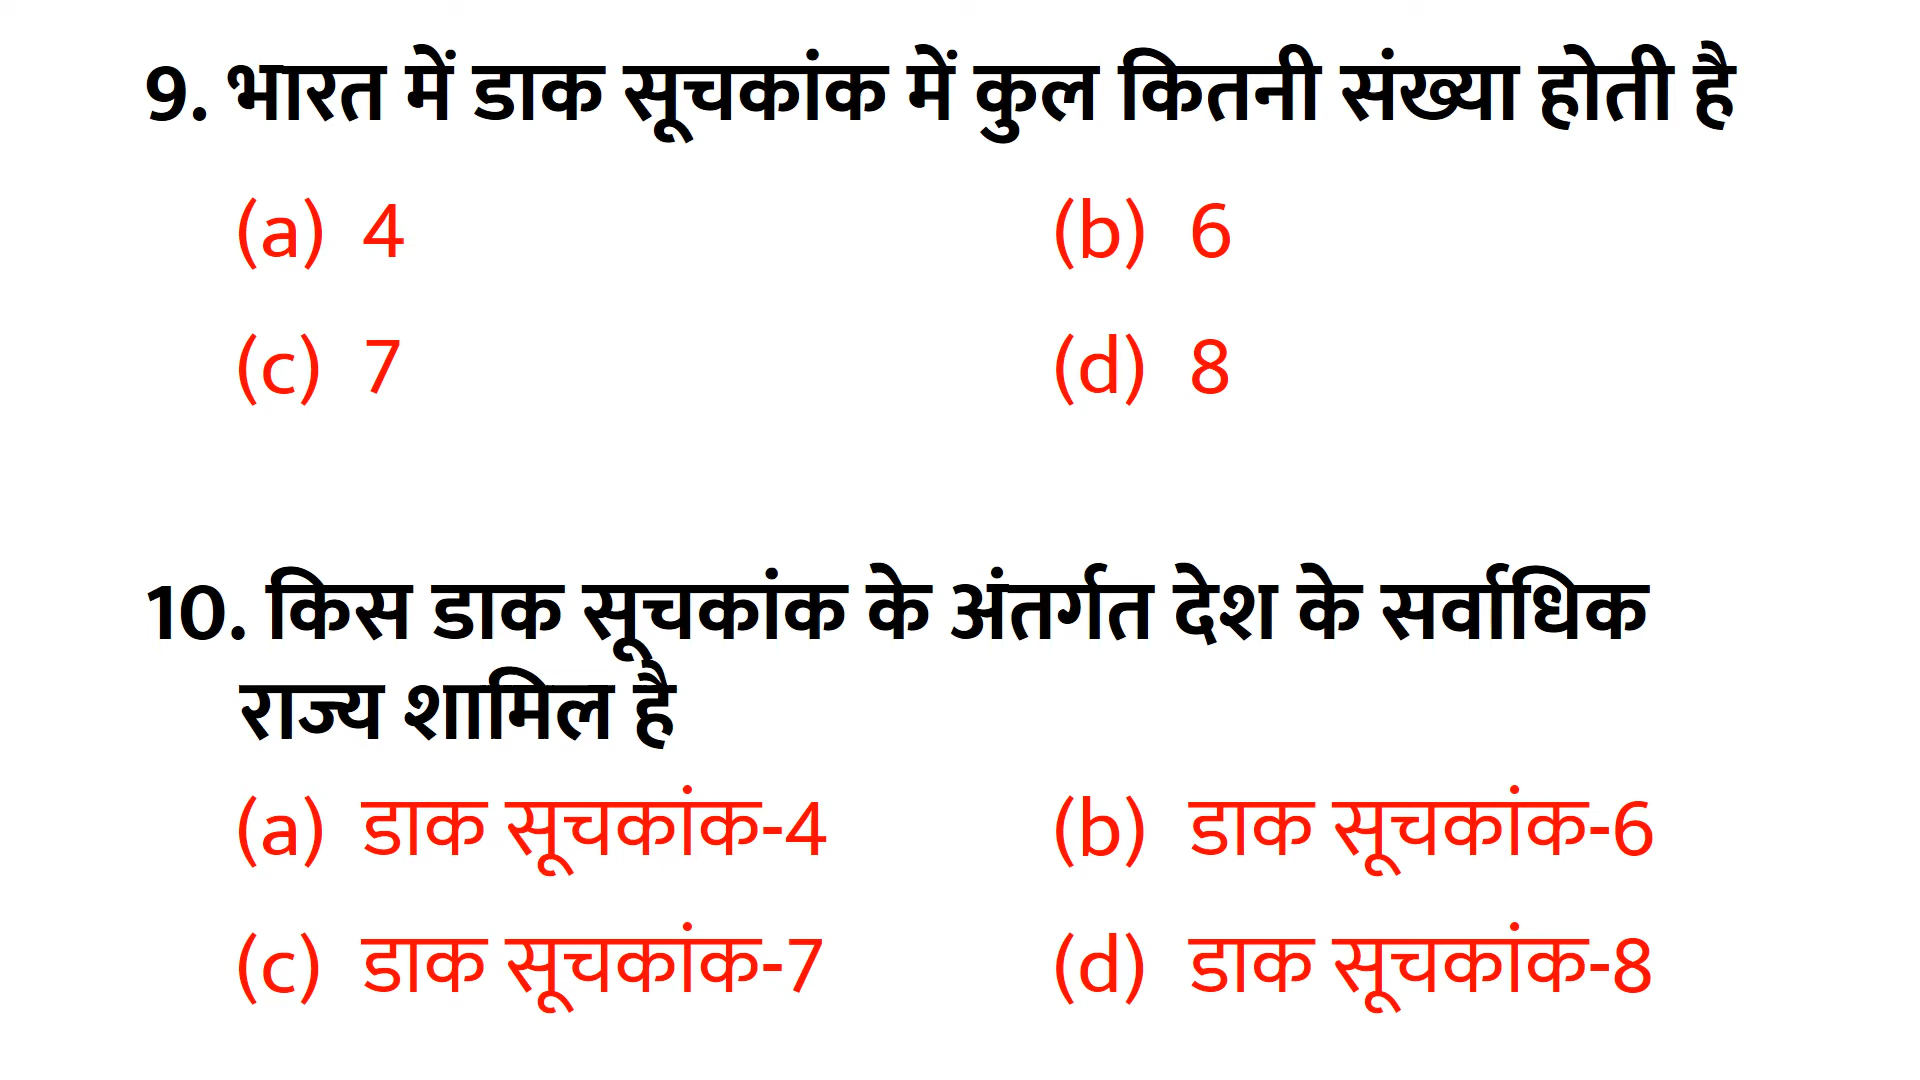 9. भारत में डाक सूचकांक में कुल कितनी संख्या होती है
(a) 4 (b) 6
(c) 7 (d) 8
10. किस डाक सूचकांक के अंतर्गत देश के सर्वाधिक
राज्य शामिल है
(a) डाक सूचकांक-4 (b) डाक सूचकांक-6
(c) डाक सूचकांक-7 (d) डाक सूचकांक-8